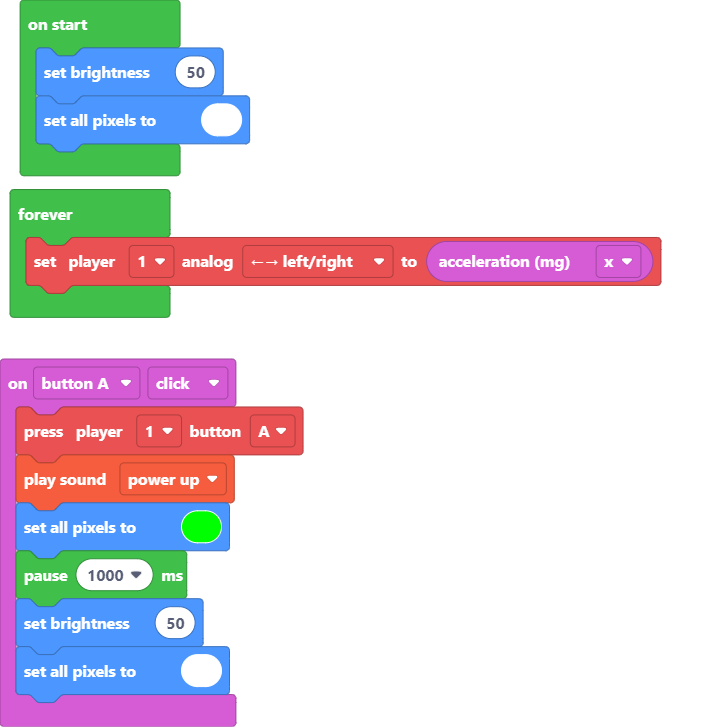 on start
set brightness 50
set all pixels to
forever
set player 1 analog ←→ left/right to acceleration (mg) x
on button A click
press player 1 button A
play sound power up
set all pixels to
pause 1000 ms
set brightness 50
set all pixels to